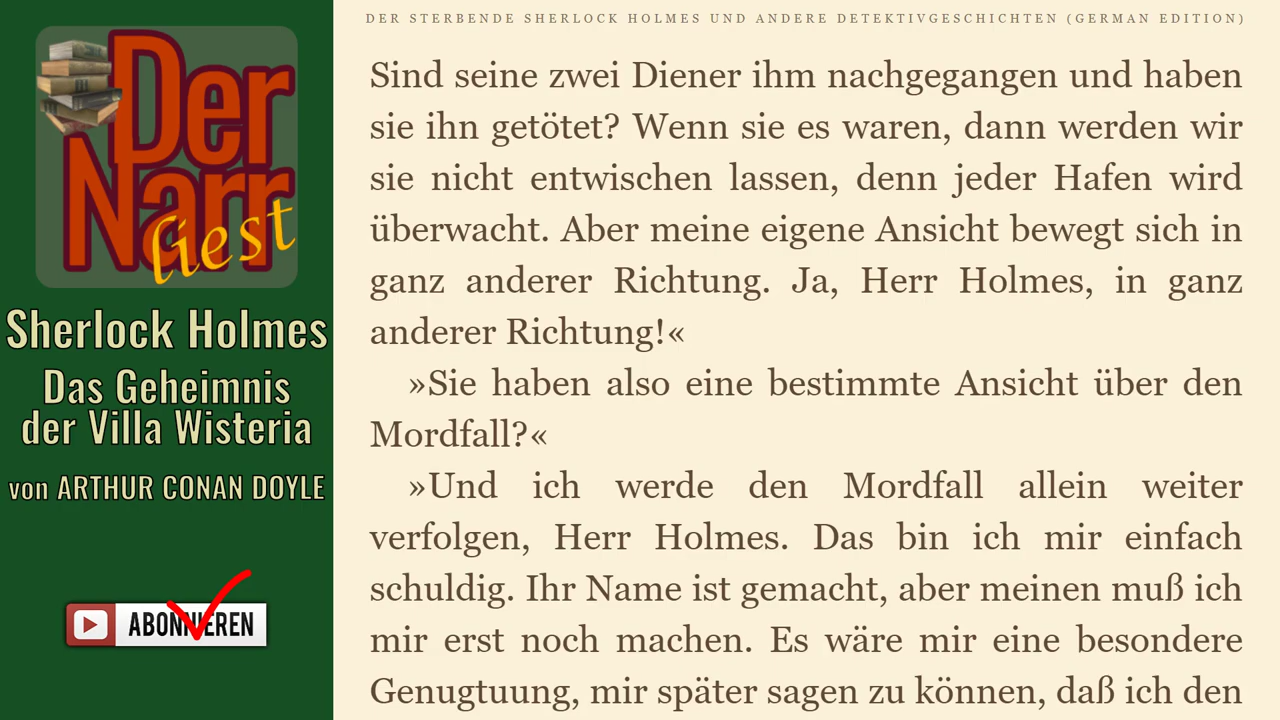 Der
Narr
liest
Sherlock Holmes
Das Geheimnis
der Villa Wisteria
von ARTHUR CONAN DOYLE
ABONNIEREN
DER STERBENDE SHERLOCK HOLMES UND ANDERE DETEKTIVGESCHICHTEN (GERMAN EDITION)
Sind seine zwei Diener ihm nachgegangen und haben
sie ihn getötet? Wenn sie es waren, dann werden wir
sie nicht entwischen lassen, denn jeder Hafen wird
überwacht. Aber meine eigene Ansicht bewegt sich in
ganz anderer Richtung. Ja, Herr Holmes, in ganz
anderer Richtung!«
»Sie haben also eine bestimmte Ansicht über den
Mordfall?«
»Und ich werde den Mordfall allein weiter
verfolgen, Herr Holmes. Das bin ich mir einfach
schuldig. Ihr Name ist gemacht, aber meinen muß ich
mir erst noch machen. Es wäre mir eine besondere
Genugtuung, mir später sagen zu können, daß ich den